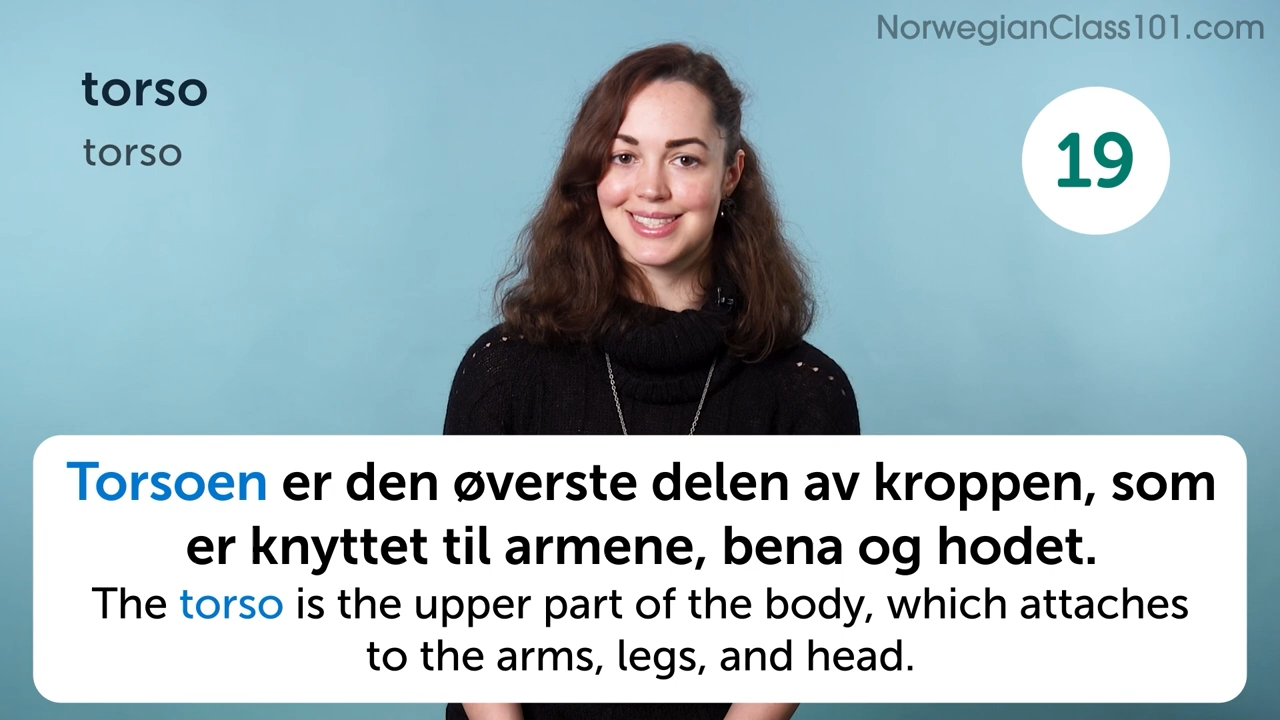 NorwegianClass101.com
torso
torso
19
Torsoen er den øverste delen av kroppen, som
er knyttet til armene, bena og hodet.
The torso is the upper part of the body, which attaches
to the arms, legs, and head.